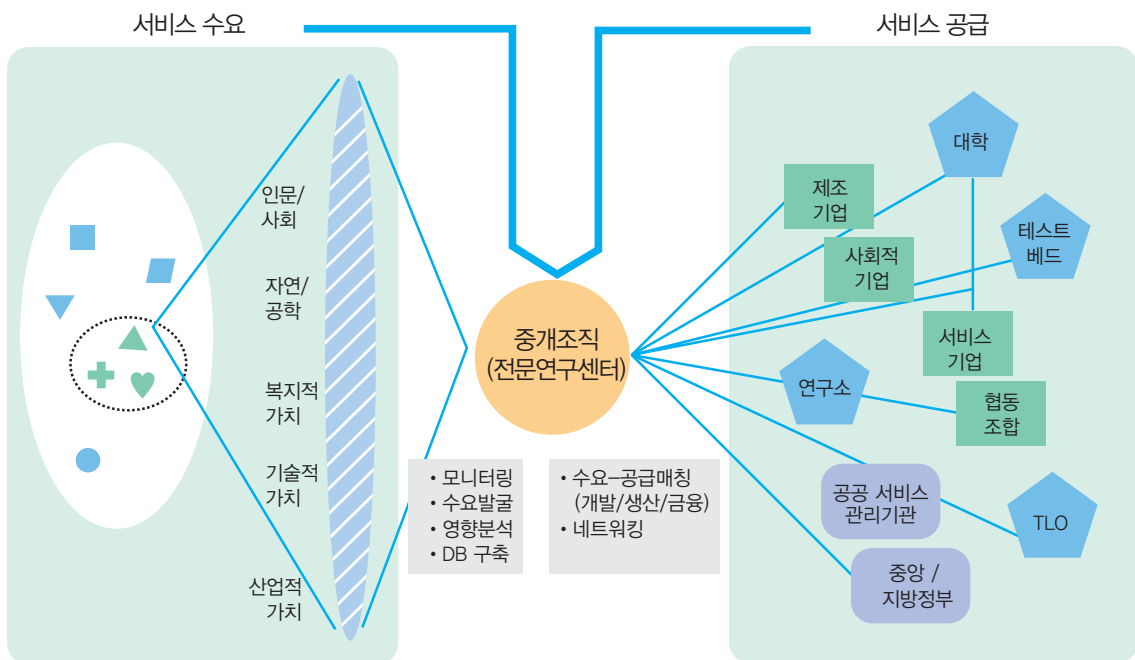 서비스 수요
서비스 공급
인문/
사회
자연/
공학
복지적
가치
기술적
가치
산업적
가치
중개조직
(전문연구센터)
• 모니터링
• 수요발굴
• 영향분석
• DB 구축
• 수요–공급매칭
(개발/생산/금융)
• 네트워킹
대학
제조
기업
테스트
베드
사회적
기업
서비스
기업
연구소
협동
조합
공공 서비스
관리기관
TLO
중앙 /
지방정부